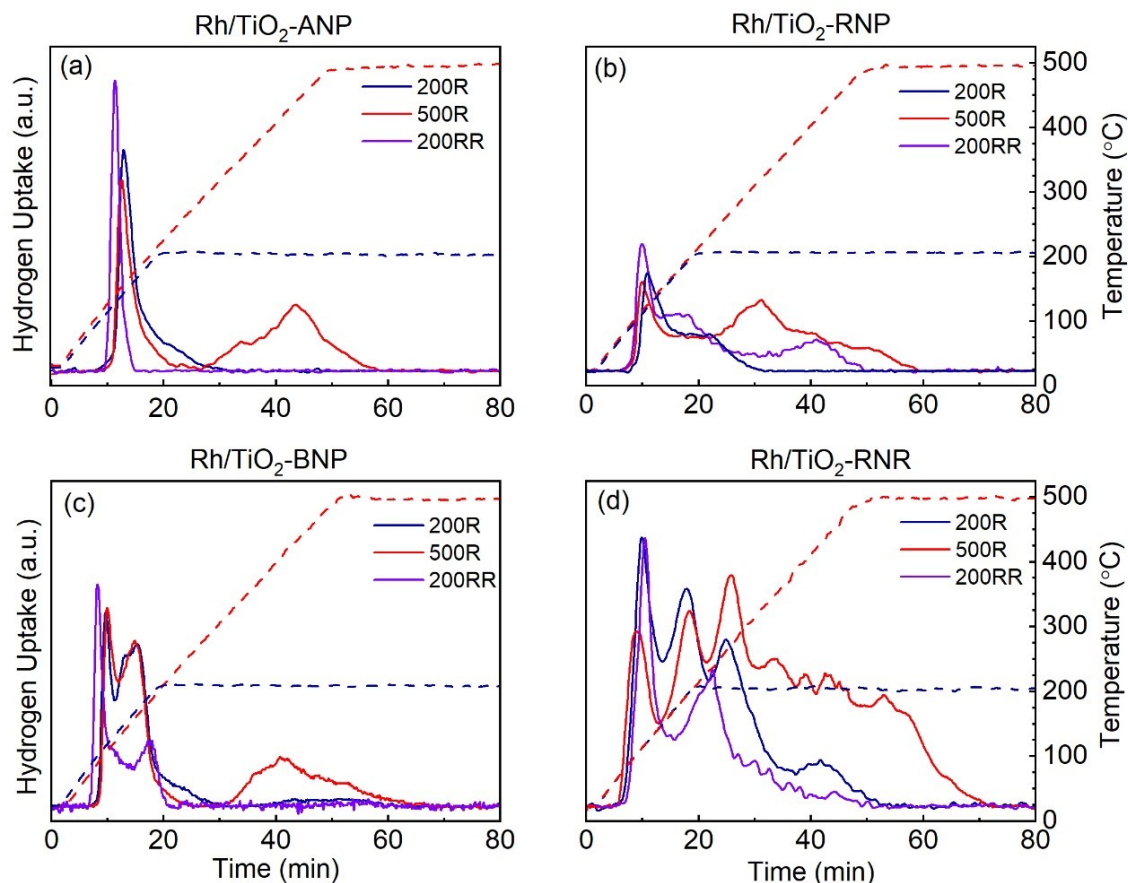 Rh/TiO₂-ANP
Rh/TiO₂-RNP
Hydrogen Uptake (a.u.)
(a)
200R
500R
200RR
0 20 40 60 80
(b)
200R
500R
200RR
500
400
300
200
100
0
Temperature (°C)
0 20 40 60 80
Rh/TiO₂-BNP
Rh/TiO₂-RNR
Hydrogen Uptake (a.u.)
(c)
200R
500R
200RR
0 20 40 60 80
Time (min)
(d)
200R
500R
200RR
500
400
300
200
100
0
Temperature (°C)
0 20 40 60 80
Time (min)